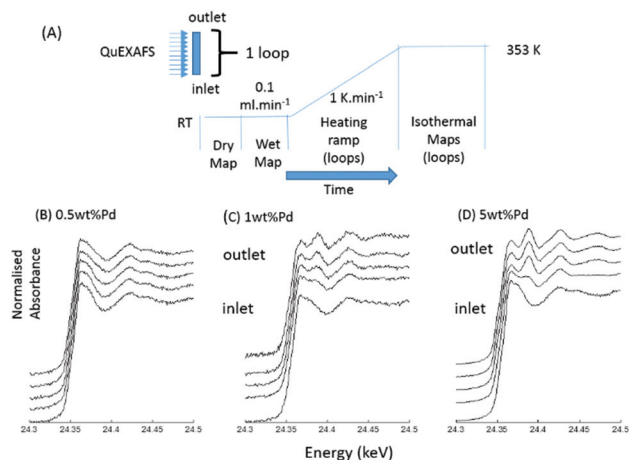 (A)
outlet
QuEXAFS
1 loop
inlet
0.1
ml.min⁻¹
353 K
1 K.min⁻¹
RT
Dry
Map
Wet
Map
Heating
ramp
(loops)
Isothermal
Maps
(loops)
Time
(B) 0.5wt%Pd
(C) 1wt%Pd
(D) 5wt%Pd
Normalised
Absorbance
outlet
inlet
outlet
inlet
24.3 24.35 24.4 24.45 24.5
24.3 24.35 24.4 24.45 24.5
24.3 24.35 24.4 24.45 24.5
Energy (keV)